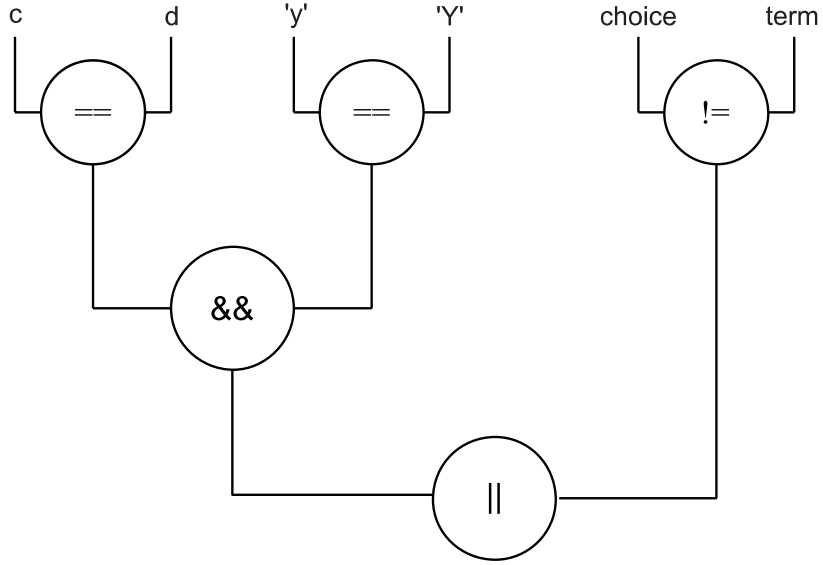 c d 'y' 'Y' choice term
== == !=
&&
||